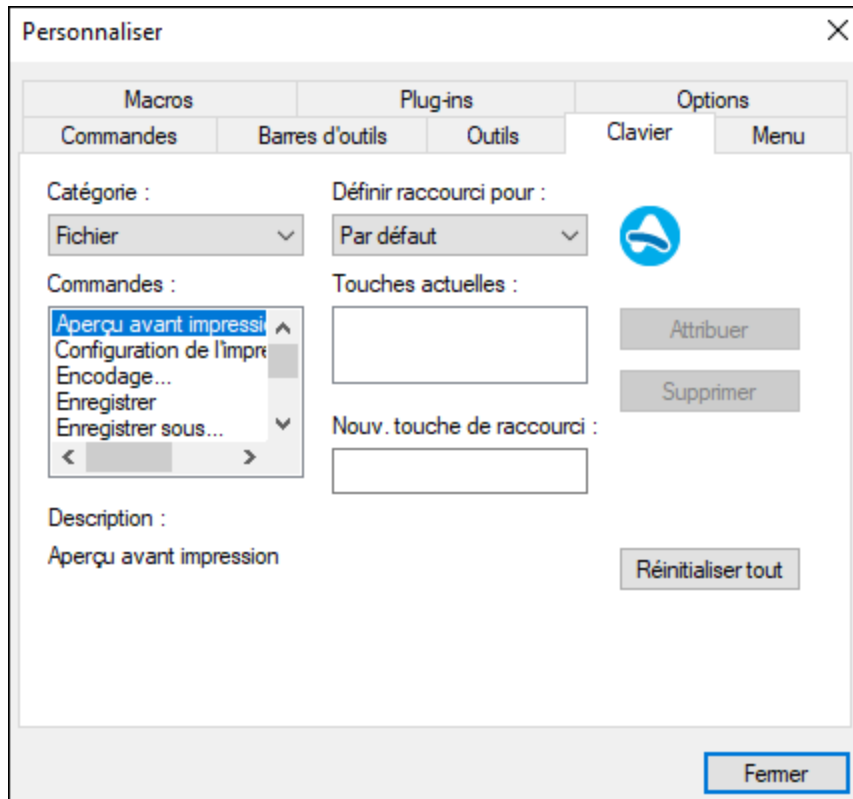 Personnaliser
Macros Plug-ins Options
Commandes Barres d'outils Outils Clavier Menu
Catégorie : Définir raccourci pour :
Fichier Par défaut
Commandes : Touches actuelles :
Aperçu avant impressi
Configuration de l'impre
Encodage...
Enregistrer
Enregistrer sous...
Attribuer
Supprimer
Nouv. touche de raccourci :
Description :
Aperçu avant impression
Réinitialiser tout
Fermer